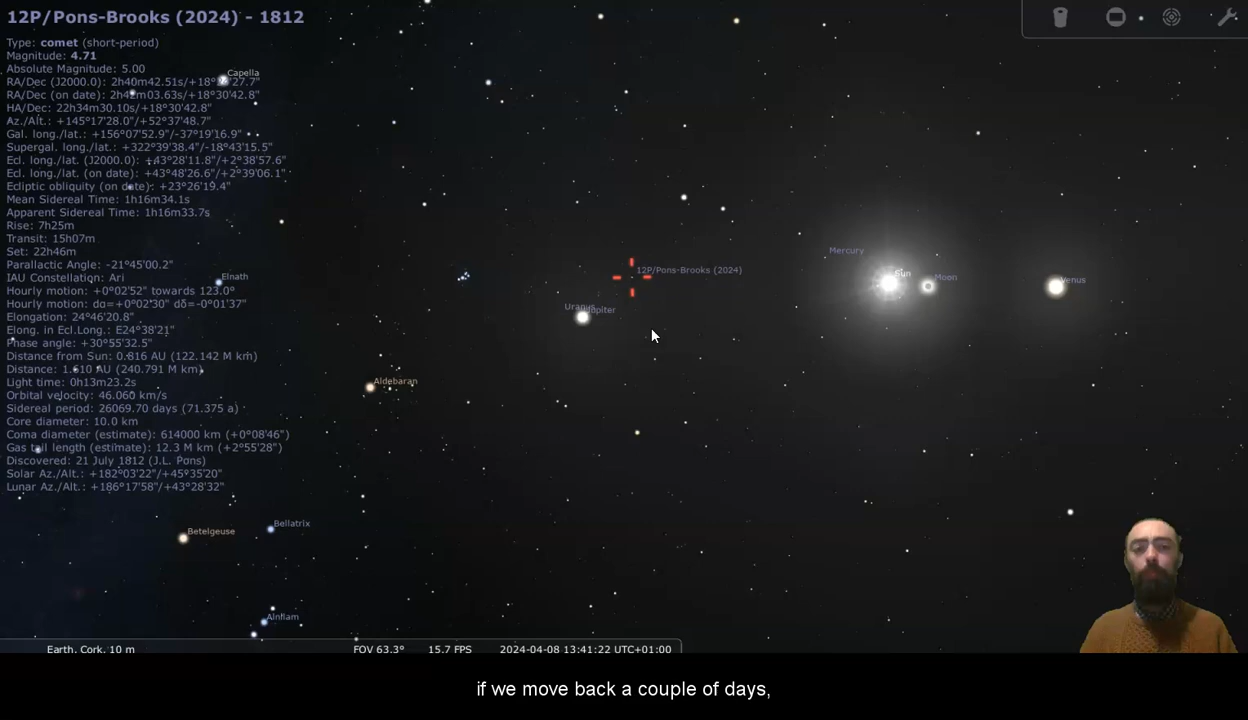 12P/Pons-Brooks (2024) - 1812
Type: comet (short-period)
Magnitude: 4.71
Absolute Magnitude: 5.00
RA/Dec (J2000.0): 2h40m42.51s/+18° 27.7"
RA/Dec (on date): 2h42m03.63s/+18°30'42.8"
HA/Dec: 22h34m30.10s/+18°30'42.8"
Az./Alt.: +145°17'28.0"/+52°37'48.7"
Gal. long./lat.: +156°07'52.9"/-37°19'16.9"
Supergal. long./lat.: +322°39'38.4"/-18°43'15.5"
Ecl. long./lat. (J2000.0): +43°28'11.8"/+2°38'57.6"
Ecl. long./lat. (on date): +43°48'26.6"/+2°39'06.1"
Ecliptic obliquity (on date): +23°26'19.4"
Mean Sidereal Time: 1h16m34.1s
Apparent Sidereal Time: 1h16m33.7s
Rise: 7h25m
Transit: 15h07m
Set: 22h46m
Parallactic Angle: -21°45'00.2"
IAU Constellation: Ari
Hourly motion: +0°02'52" towards 123.0°
Hourly motion: dα=+0°02'30" dδ=-0°01'37"
Elongation: 24°46'20.8"
Elong. in Ecl.Long.: E24°38'21"
Phase angle: +30°55'32.5"
Distance from Sun: 0.816 AU (122.142 M km)
Distance: 1.610 AU (240.791 M km)
Light time: 0h13m23.2s
Orbital velocity: 46.060 km/s
Sidereal period: 26069.70 days (71.375 a)
Core diameter: 10.0 km
Coma diameter (estimate): 614000 km (+0°08'46")
Gas tail length (estimate): 12.3 M km (+2°55'28")
Discovered: 21 July 1812 (J.L. Pons)
Solar Az./Alt.: +182°03'22"/+45°35'20"
Lunar Az./Alt.: +186°17'58"/+43°28'32"
Capella
Mercury
12P/Pons-Brooks (2024)
Sun
Moon
Venus
Elnath
Uranus
Jupiter
Aldebaran
Bellatrix
Betelgeuse
Alnilam
Earth, Cork, 10 m
FOV 63.3°
15.7 FPS
2024-04-08 13:41:22 UTC+01:00
if we move back a couple of days,